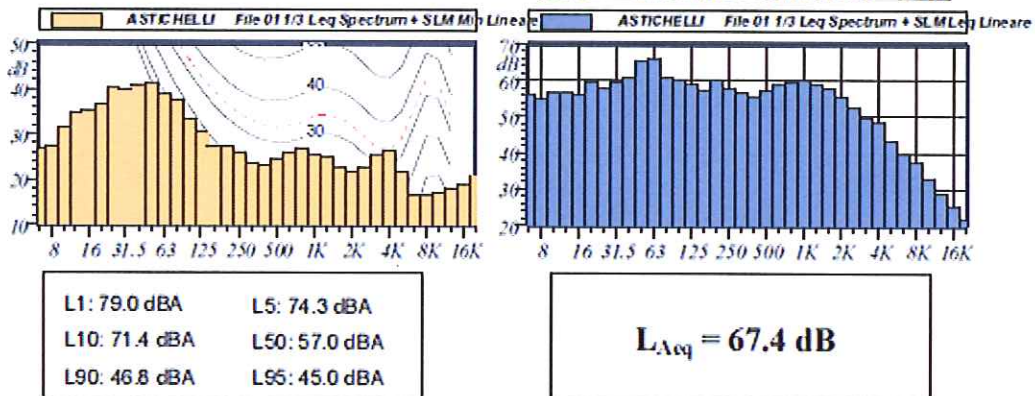 ASTICHELLI File 01 1/3 Leq Spectrum + SLM Min Lineare
50
dB
40
30
20
10
40
30
8 16 31.5 63 125 250 500 1K 2K 4K 8K 16K
L1: 79.0 dBA L5: 74.3 dBA
L10: 71.4 dBA L50: 57.0 dBA
L90: 46.8 dBA L95: 45.0 dBA
ASTICHELLI File 01 1/3 Leq Spectrum + SLM Leq Lineare
70
dB
60
50
40
30
20
8 16 31.5 63 125 250 500 1K 2K 4K 8K 16K
LAeq = 67.4 dB